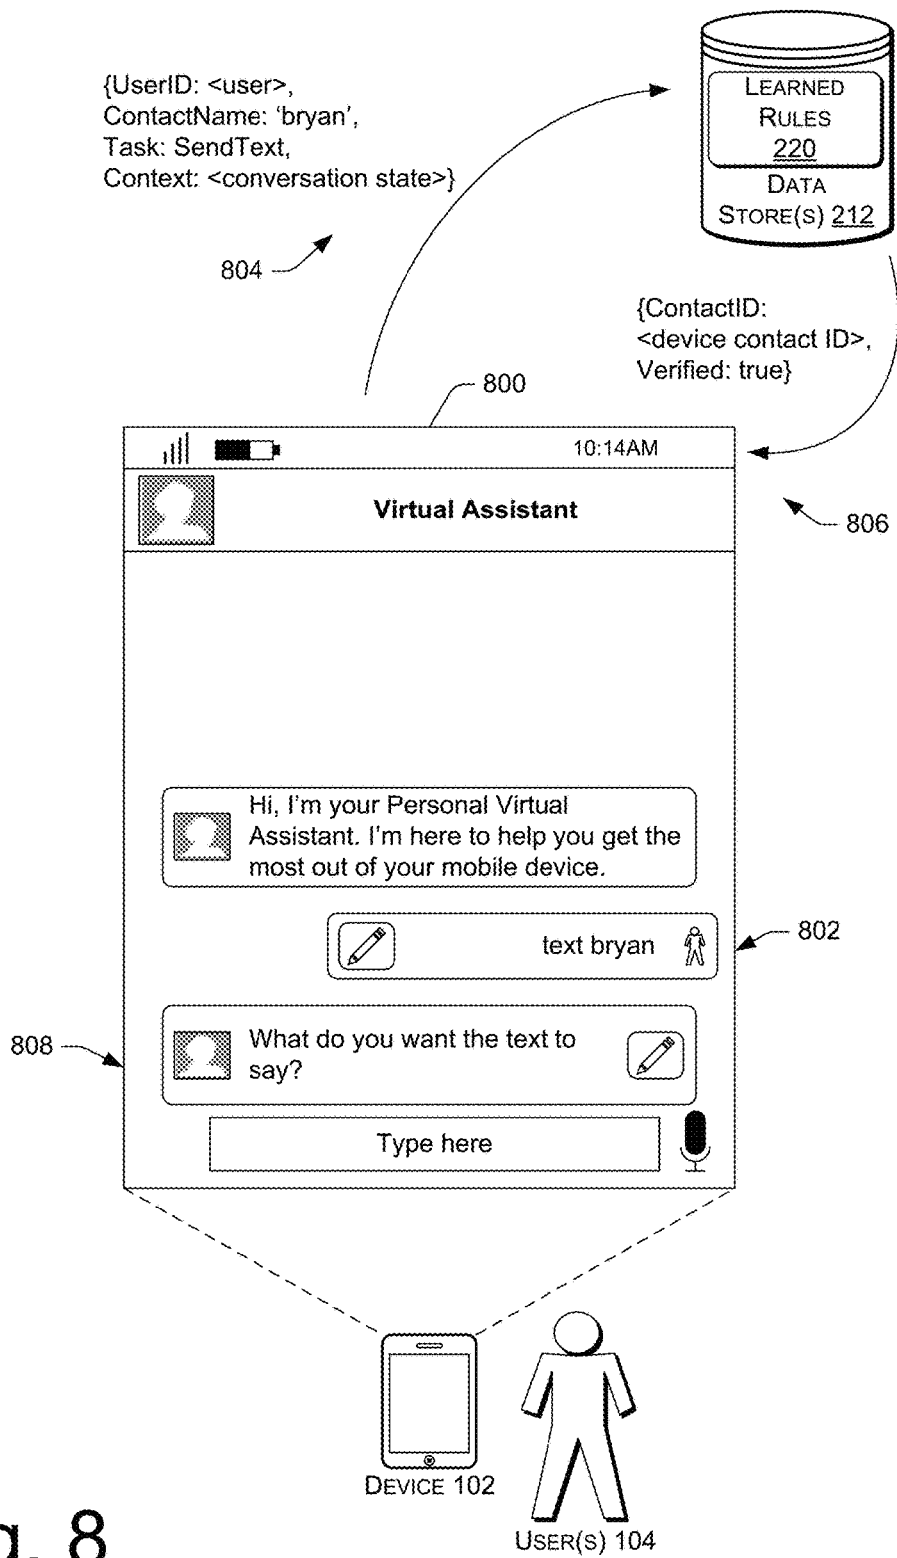 {UserID: <user>,
ContactName: 'bryan',
Task: SendText,
Context: <conversation state>}
804
LEARNED
RULES
220
DATA
STORE(S) 212
{ContactID:
<device contact ID>,
Verified: true}
800
10:14AM
Virtual Assistant
806
Hi, I'm your Personal Virtual
Assistant. I'm here to help you get the
most out of your mobile device.
text bryan
802
808
What do you want the text to
say?
Type here
DEVICE 102
USER(S) 104
g. 8